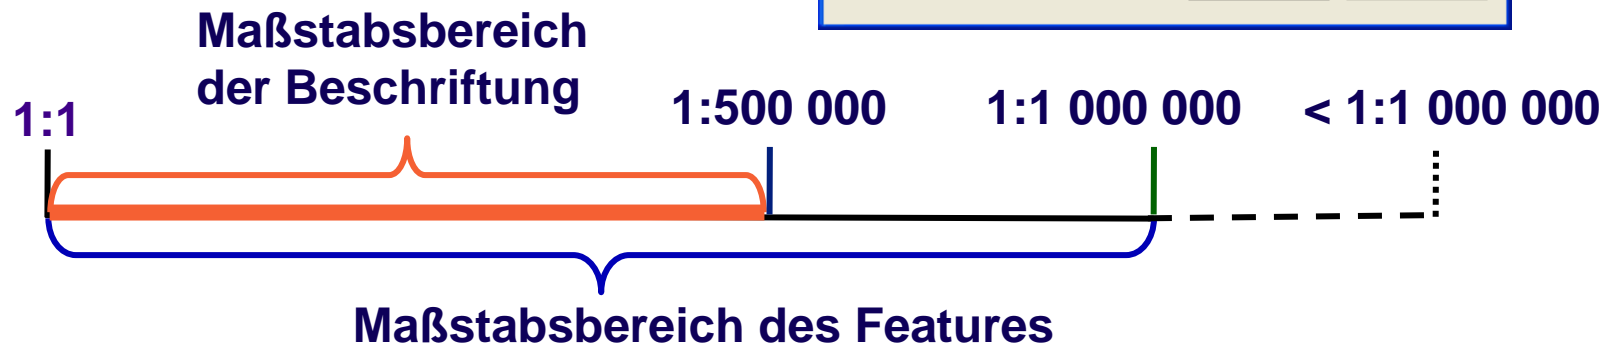 Maßstabsbereich
der Beschriftung
1:1
1:500 000
1:1 000 000
< 1:1 000 000
Maßstabsbereich des Features